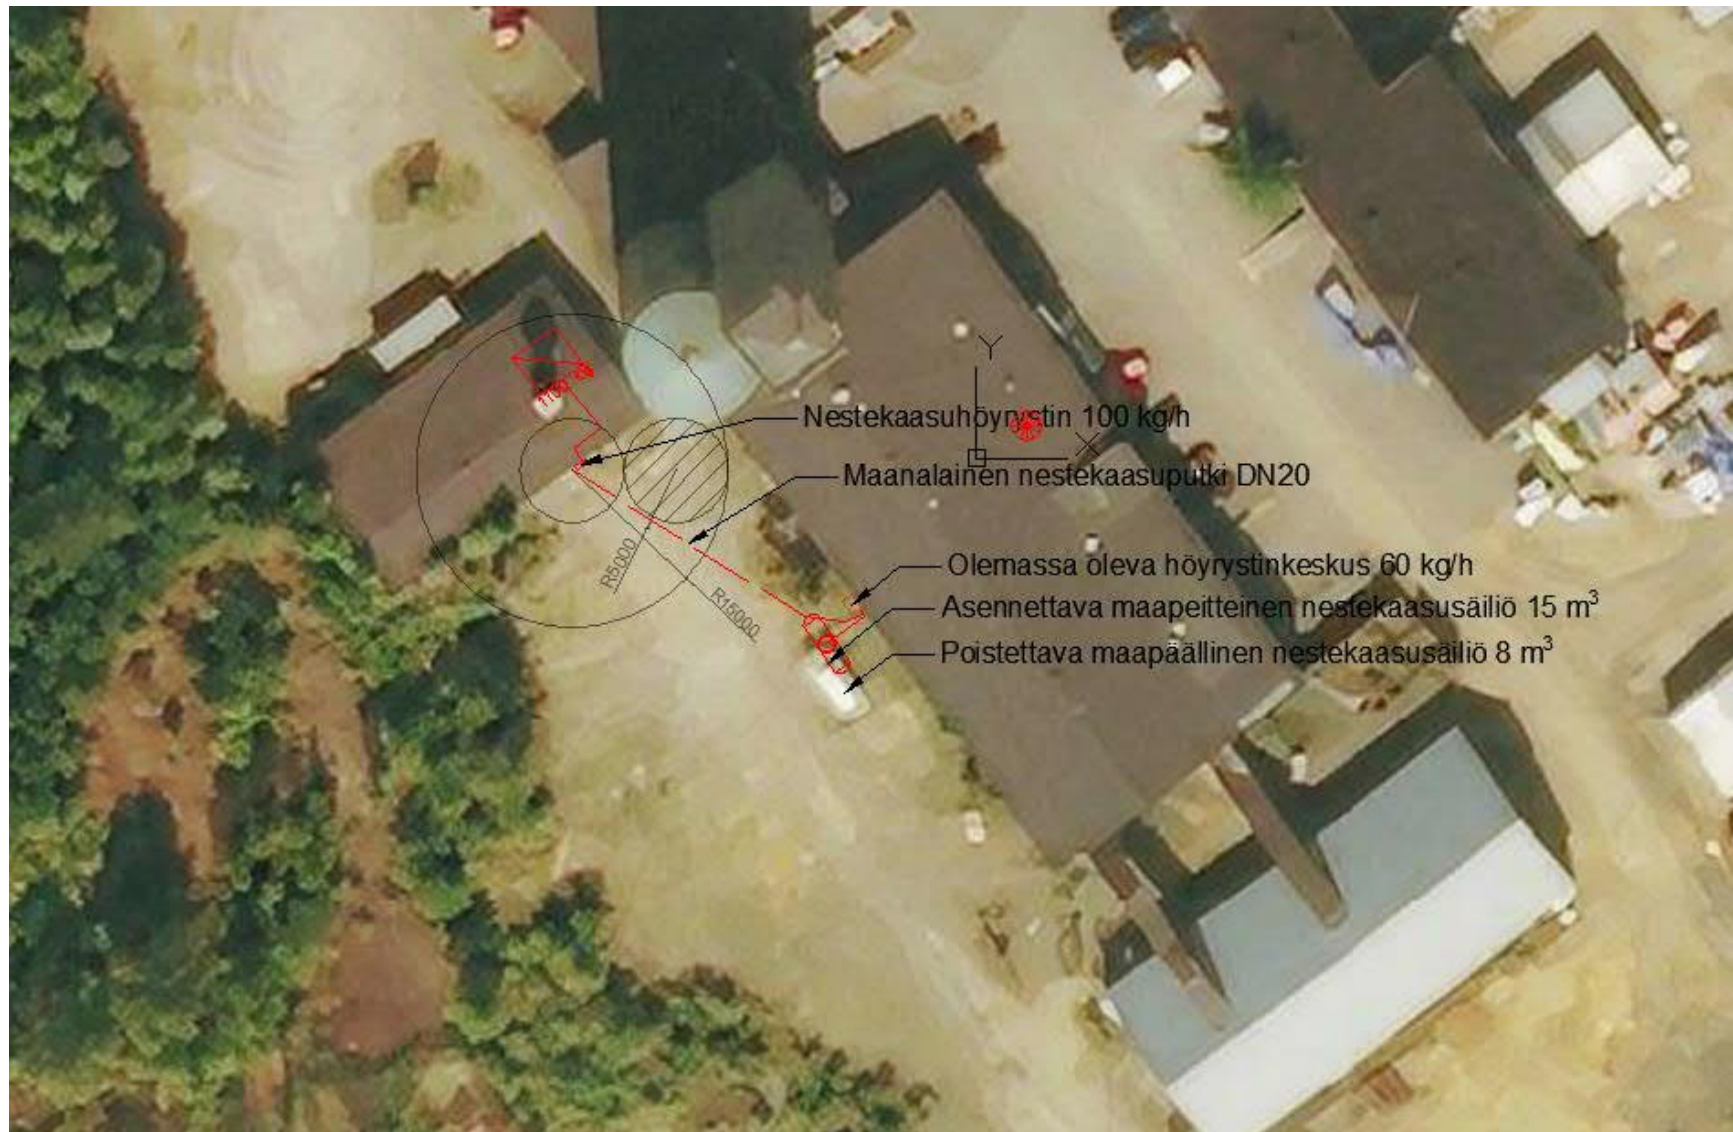 Nestekaasuhöyrystin 100 kg/h
Y
X
Maanalainen nestekaasuputki DN20
R5000
R15000
Olemassa oleva höyrystinkeskus 60 kg/h
Asennettava maapeitteinen nestekaasusäiliö 15 m³
Poistettava maapäällinen nestekaasusäiliö 8 m³